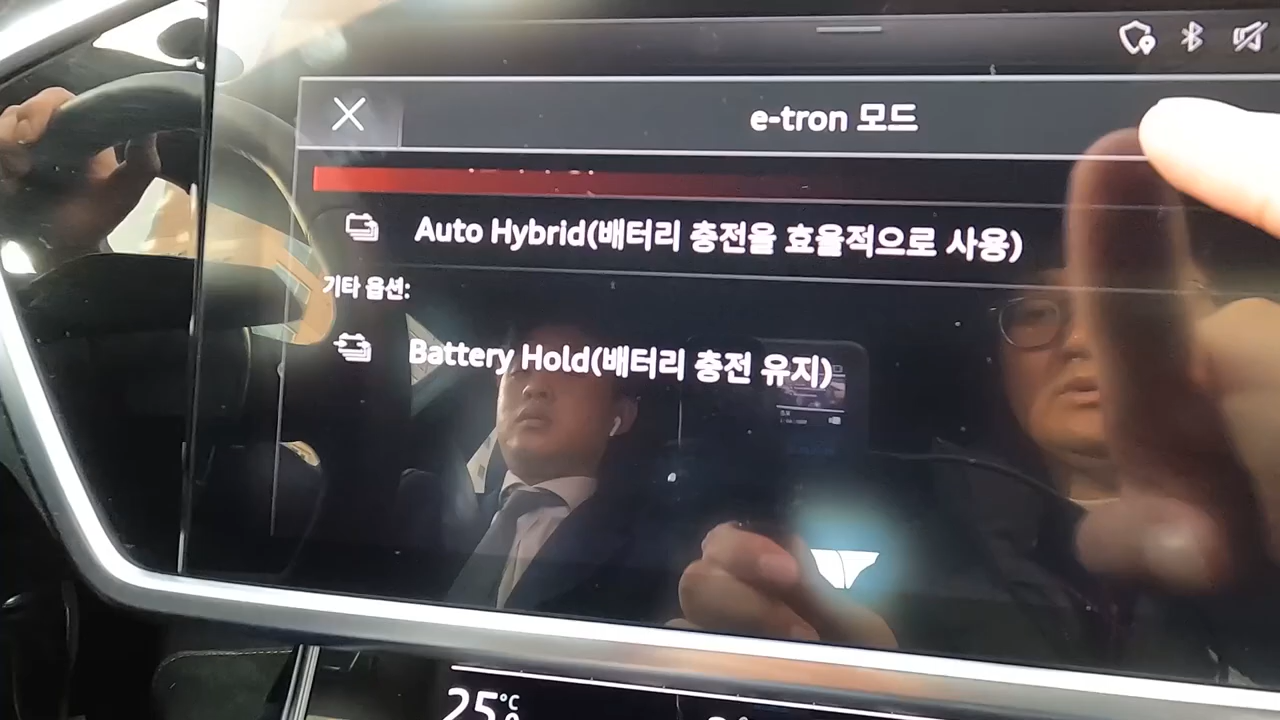 e-tron 모드
Auto Hybrid(배터리 충전을 효율적으로 사용)
기타 옵션:
Battery Hold(배터리 충전 유지)
25°C